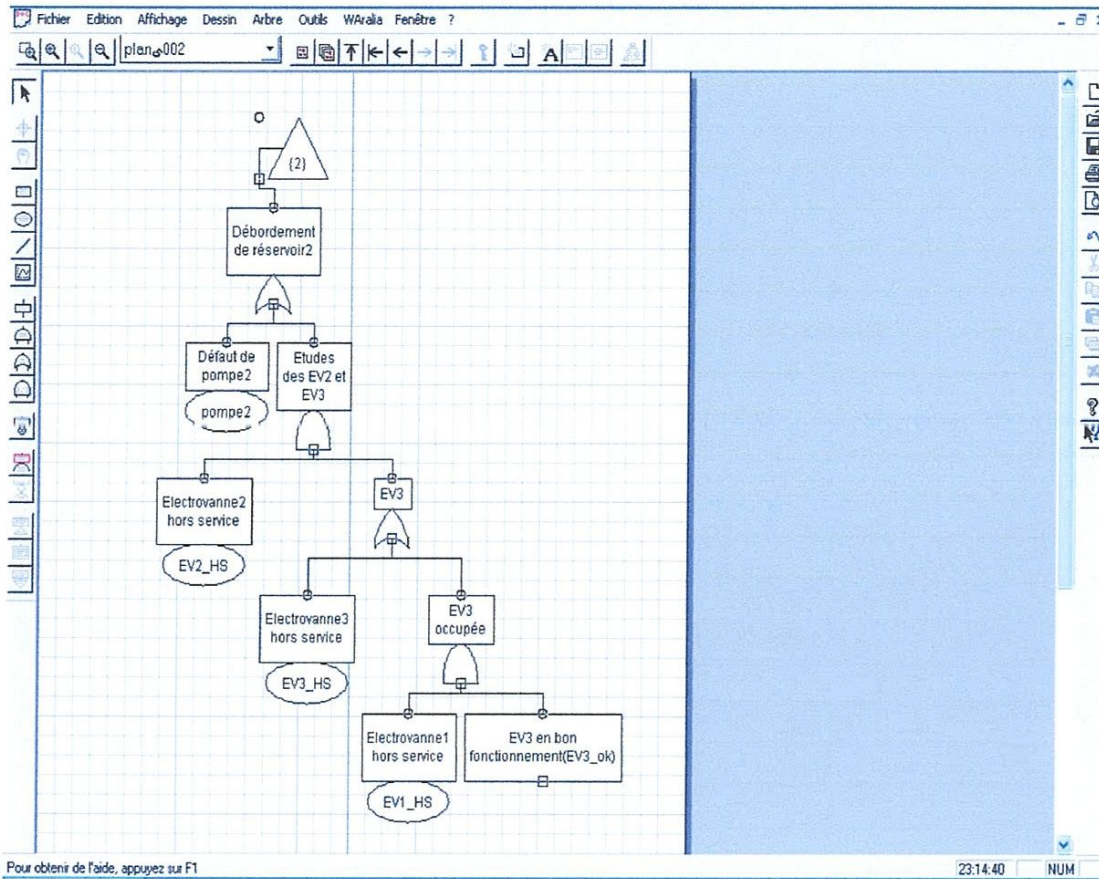 Fichier Edition Affichage Dessin Arbre Outils WAralia Fenêtre ?
002
A
{2}
Débordement
de réservoir2
Défaut de
pompe2
pompe2
Etudes
des EV2 et
EV3
Electrovanne2
hors service
EV2_HS
EV3
Electrovanne3
hors service
EV3_HS
EV3
occupée
Electrovanne1
hors service
EV1_HS
EV3 en bon
fonctionnement(EV3_ok)
Pour obtenir de l'aide, appuyez sur F1
23:14:40 NUM